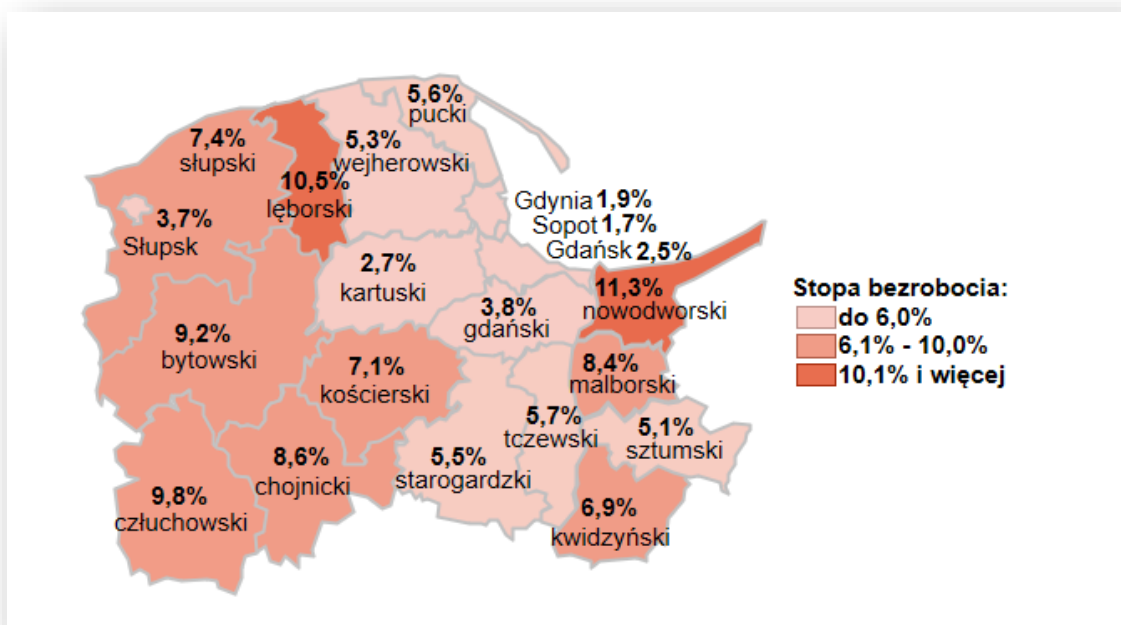 5,6%
pucki
7,4%
słupski
5,3%
wejherowski
10,5%
lęborski
Gdynia 1,9%
Sopot 1,7%
Gdańsk 2,5%
3,7%
Słupsk
2,7%
kartuski
11,3%
nowodworski
3,8%
gdański
9,2%
bytowski
7,1%
kościerski
8,4%
malborski
5,7%
tczewski
5,1%
sztumski
8,6%
chojnicki
5,5%
starogardzki
9,8%
człuchowski
6,9%
kwidzyński
Stopa bezrobocia:
do 6,0%
6,1% - 10,0%
10,1% i więcej